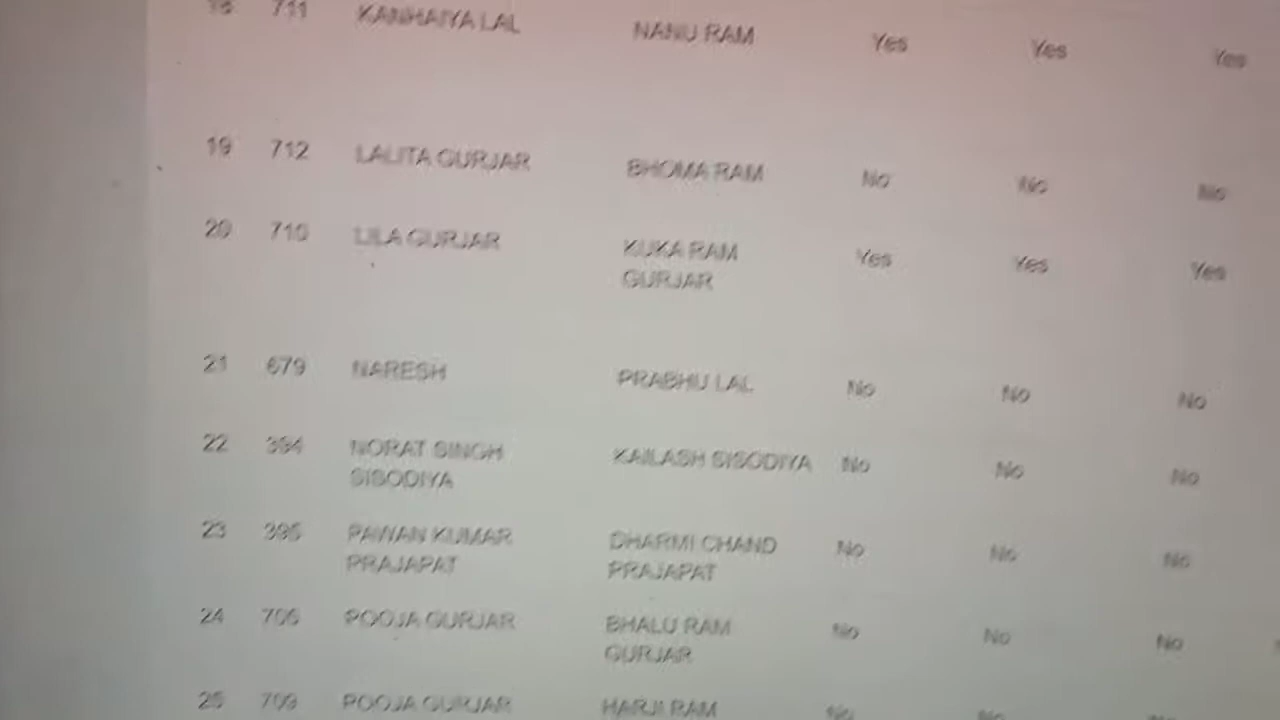 711 KANHAIYA LAL NANU RAM Yes Yes Yes
19 712 LALITA GURJAR BHOMA RAM No No No
20 710 LILA GURJAR KUKA RAM Yes Yes Yes
GURJAR
21 679 NARESH PRABHU LAL No No No
22 394 NORAT SINGH KAILASH SISODIYA No No No
SISODIYA
23 395 PAWAN KUMAR DHARMI CHAND No No No
PRAJAPAT PRAJAPAT
24 POOJA GURJAR BHALU RAM No No No
GURJAR
25 709 POOJA GURJAR HARJI RAM No No No